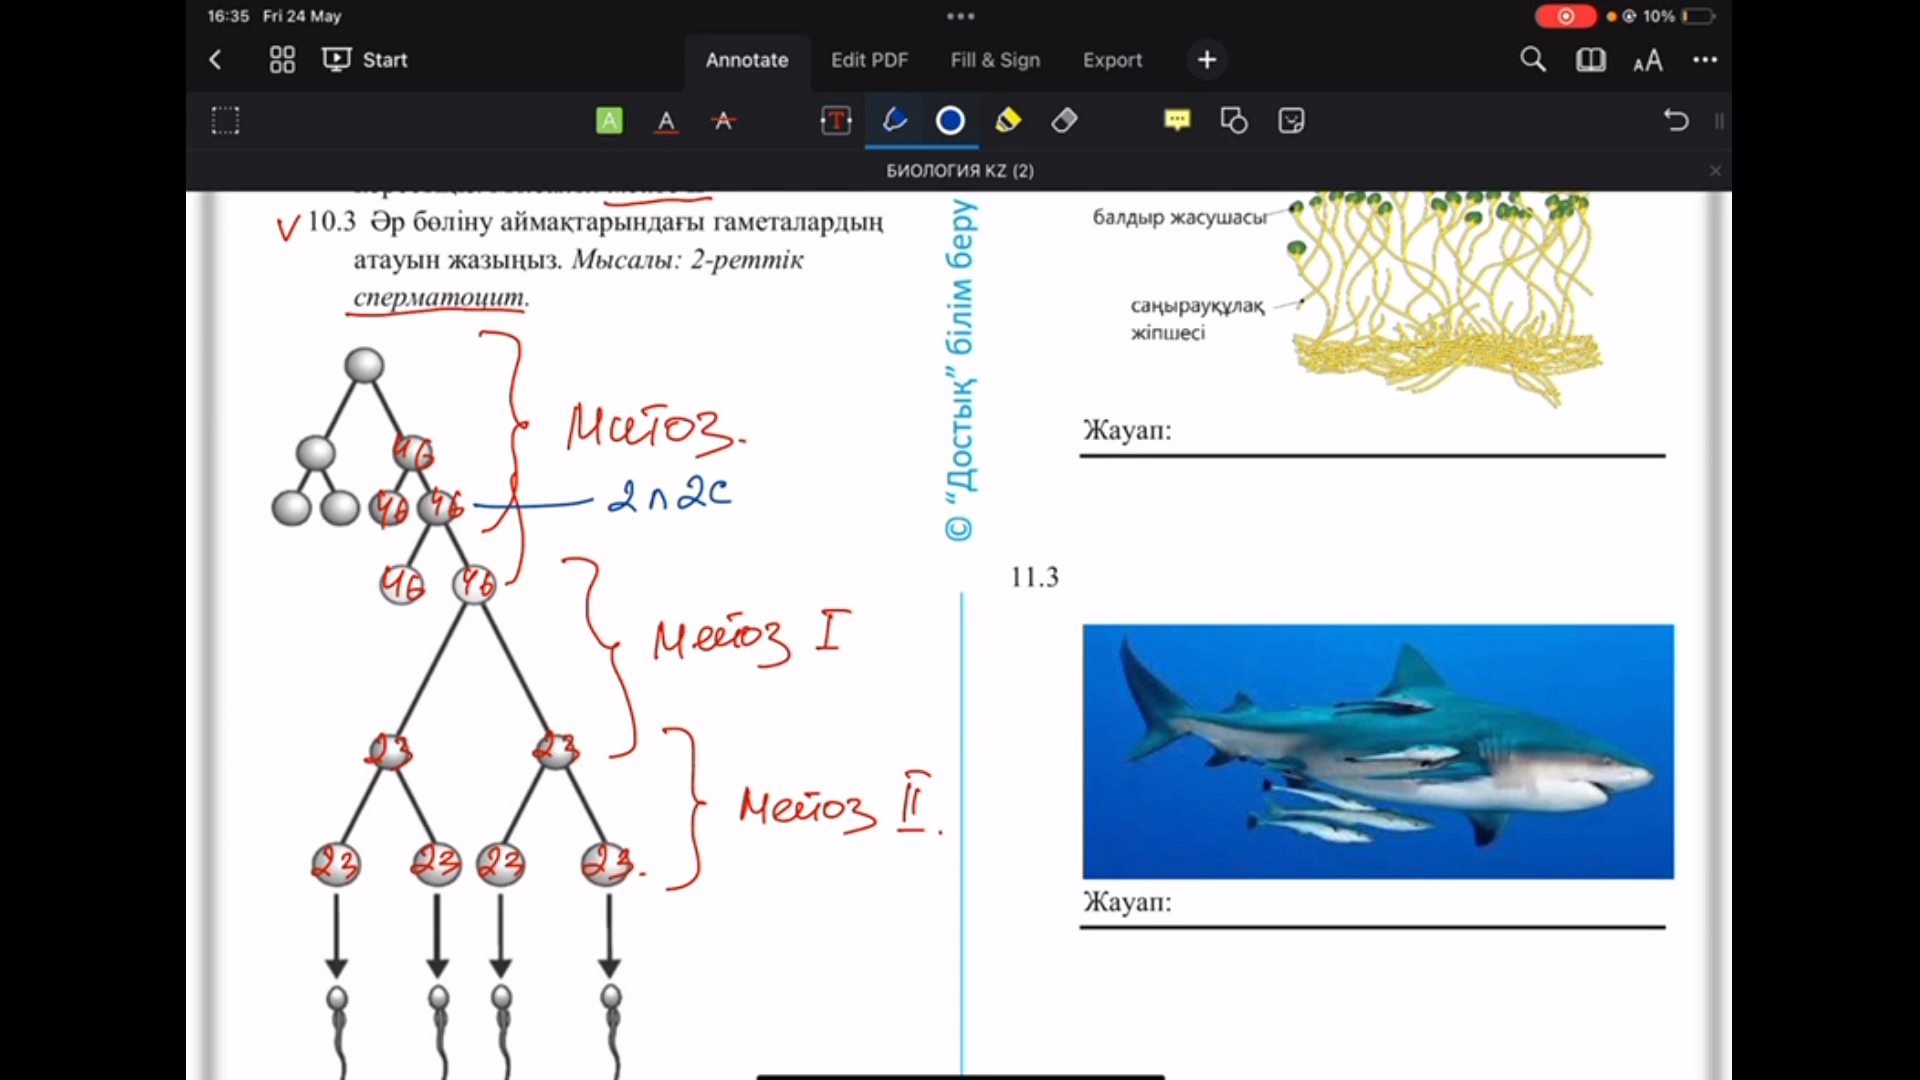 16:35 Fri 24 May
10%
Start
Annotate
Edit PDF
Fill & Sign
Export
БИОЛОГИЯ KZ (2)
10.3 Әр бөліну аймақтарындағы гаметалардың
атауын жазыңыз. Мысалы: 2-реттік
сперматоцит.
Митоз.
46
46 46
2n2c
46 46
Мейоз I
23 23
Мейоз II.
23 23 23 23.
© “Достық” білім беру
балдыр жасушасы
саңырауқұлақ
жіпшесі
Жауап:
11.3
Жауап: